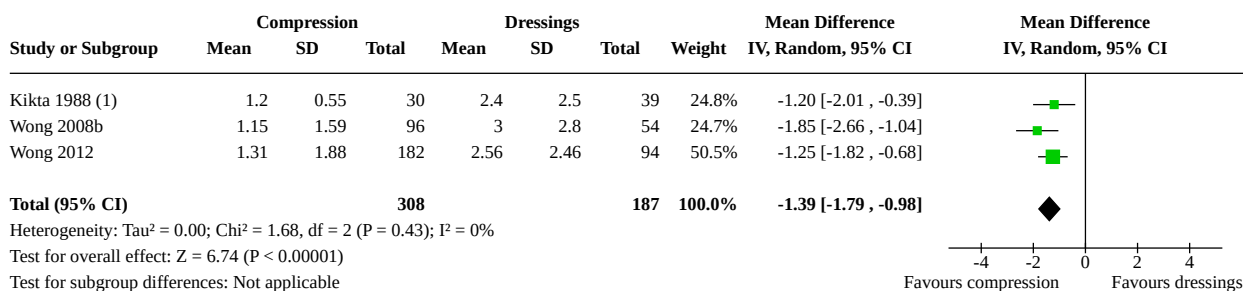 Compression Dressings Mean Difference Mean Difference
Study or Subgroup Mean SD Total Mean SD Total Weight IV, Random, 95% CI IV, Random, 95% CI
Kikta 1988 (1) 1.2 0.55 30 2.4 2.5 39 24.8% -1.20 [-2.01 , -0.39]
Wong 2008b 1.15 1.59 96 3 2.8 54 24.7% -1.85 [-2.66 , -1.04]
Wong 2012 1.31 1.88 182 2.56 2.46 94 50.5% -1.25 [-1.82 , -0.68]
Total (95% CI) 308 187 100.0% -1.39 [-1.79 , -0.98]
Heterogeneity: Tau² = 0.00; Chi² = 1.68, df = 2 (P = 0.43); I² = 0%
Test for overall effect: Z = 6.74 (P < 0.00001) -4 -2 0 2 4
Test for subgroup differences: Not applicable Favours compression Favours dressings